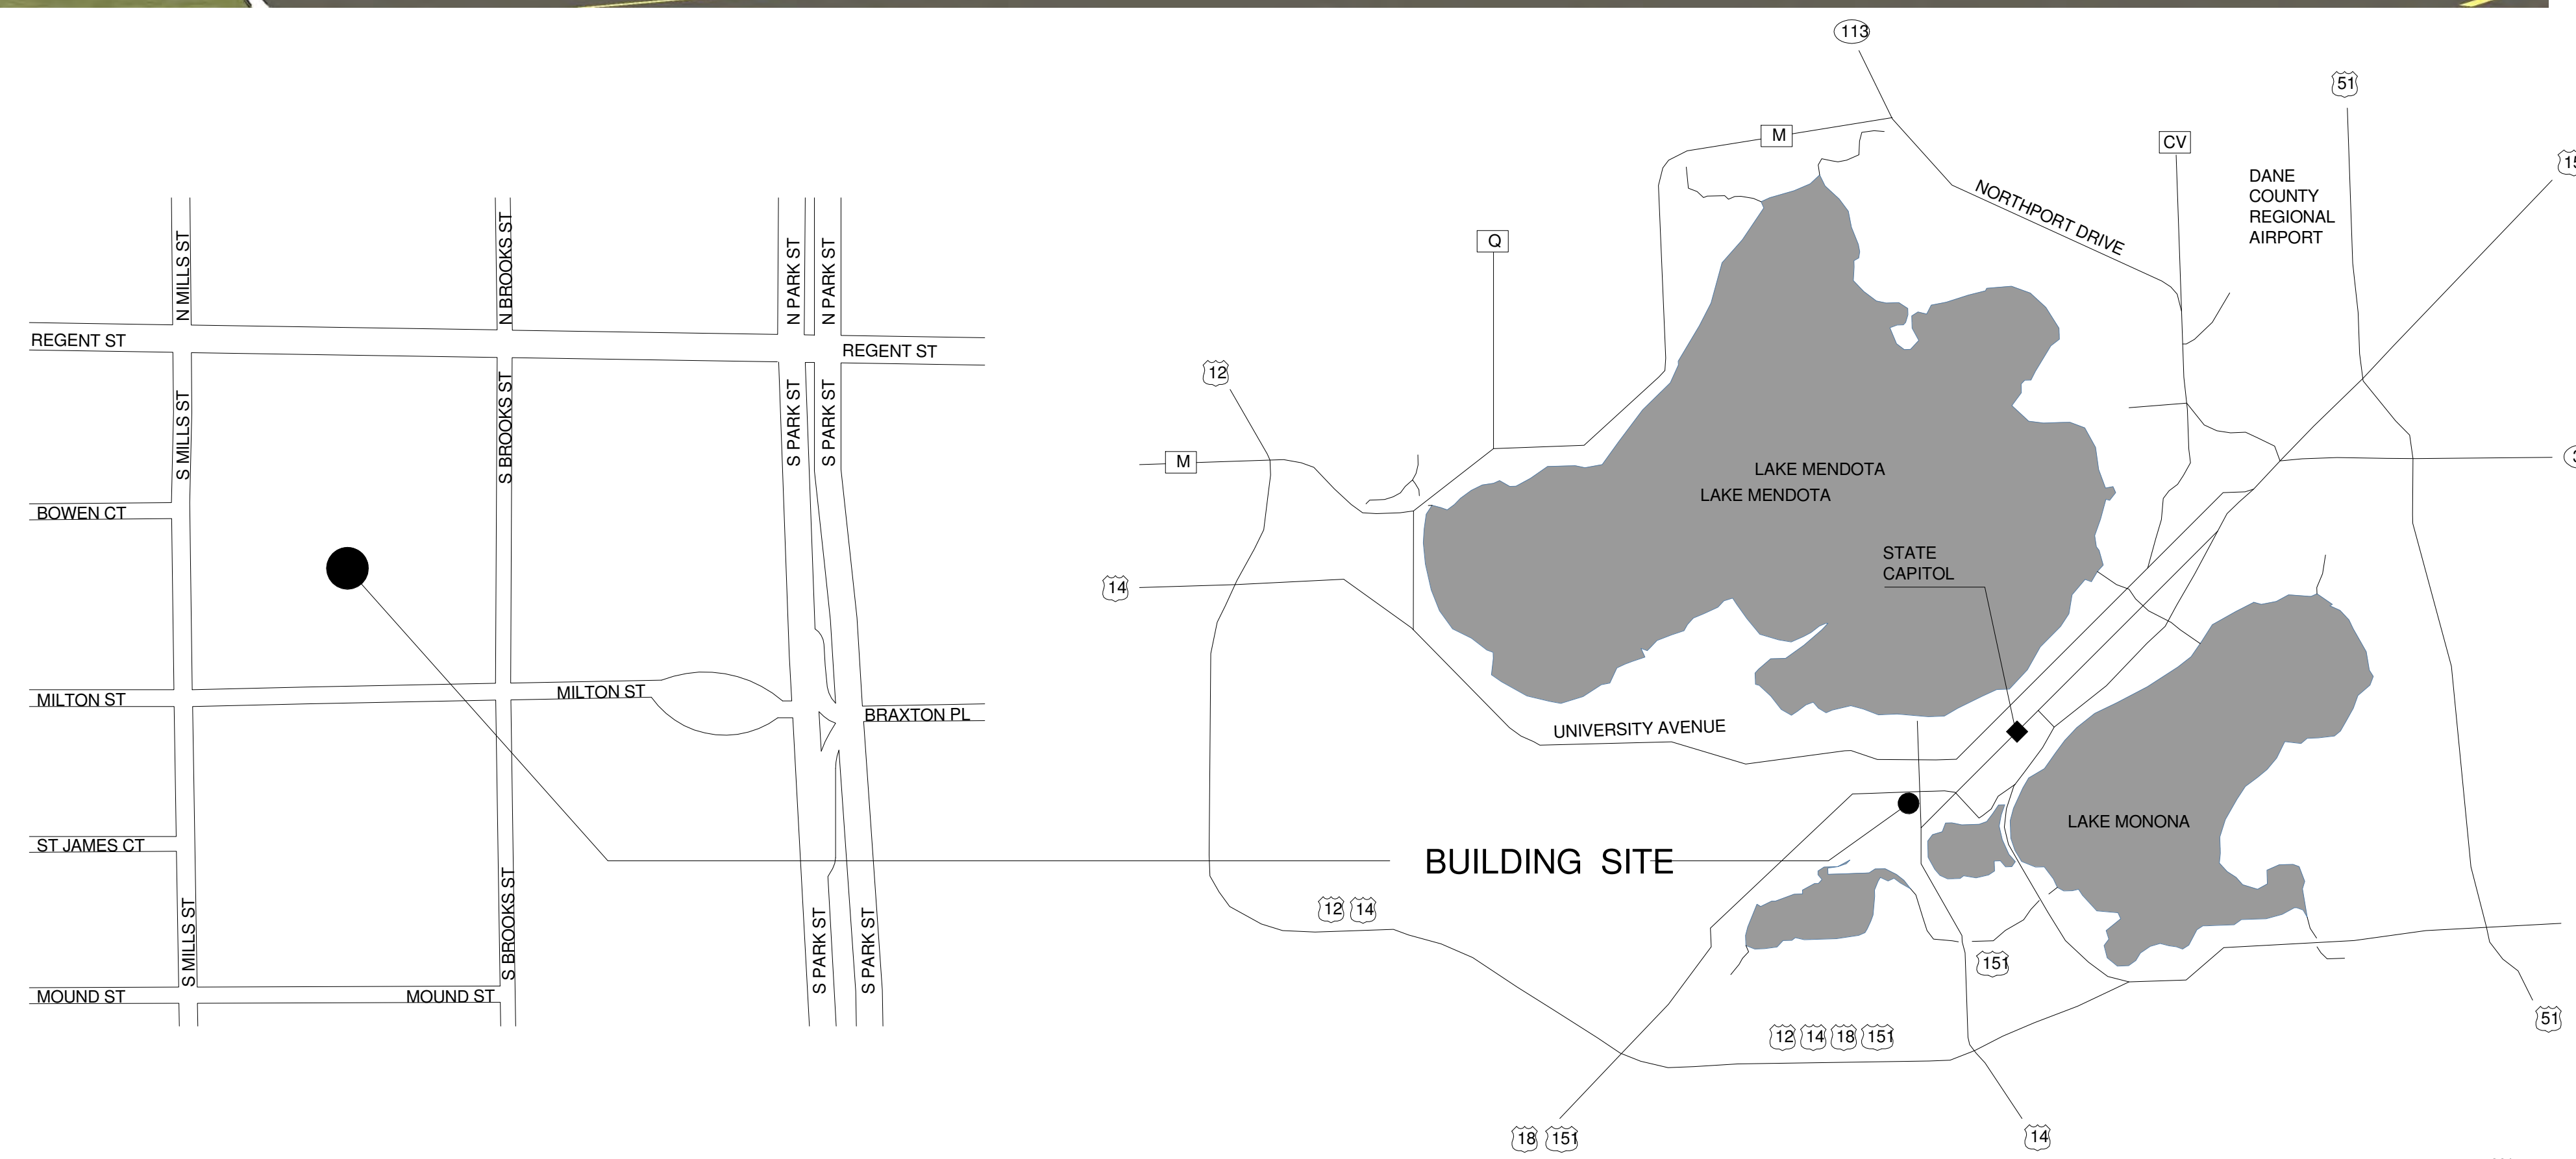 N MILLS ST
N BROOKS ST
N PARK ST
N PARK ST
REGENT ST
REGENT ST
S MILLS ST
S BROOKS ST
S PARK ST
S PARK ST
BOWEN CT
MILTON ST
MILTON ST
BRAXTON PL
ST JAMES CT
S MILLS ST
S BROOKS ST
S PARK ST
S PARK ST
MOUND ST
MOUND ST
113
51
M
CV
DANE
COUNTY
REGIONAL
AIRPORT
NORTHPORT DRIVE
Q
12
M
LAKE MENDOTA
LAKE MENDOTA
STATE
CAPITOL
14
UNIVERSITY AVENUE
LAKE MONONA
BUILDING SITE
12 14
151
12 14 18 151
51
18 151
14